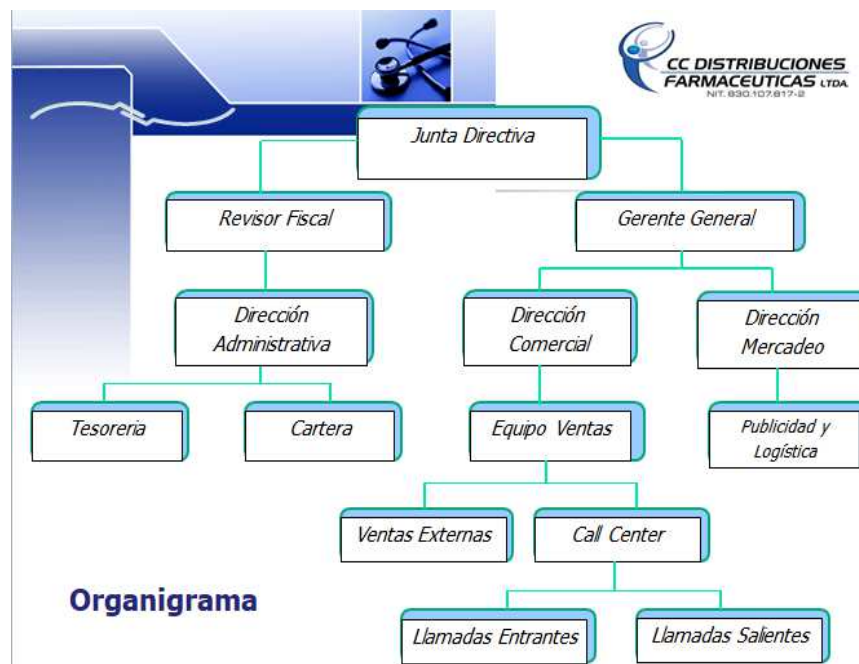 CC DISTRIBUCIONES
FARMACEUTICAS LTDA.
NIT. 830.107.817-2
Junta Directiva
Revisor Fiscal
Gerente General
Dirección
Administrativa
Dirección
Comercial
Dirección
Mercadeo
Tesoreria
Cartera
Equipo Ventas
Publicidad y
Logística
Ventas Externas
Call Center
Organigrama
Llamadas Entrantes
Llamadas Salientes